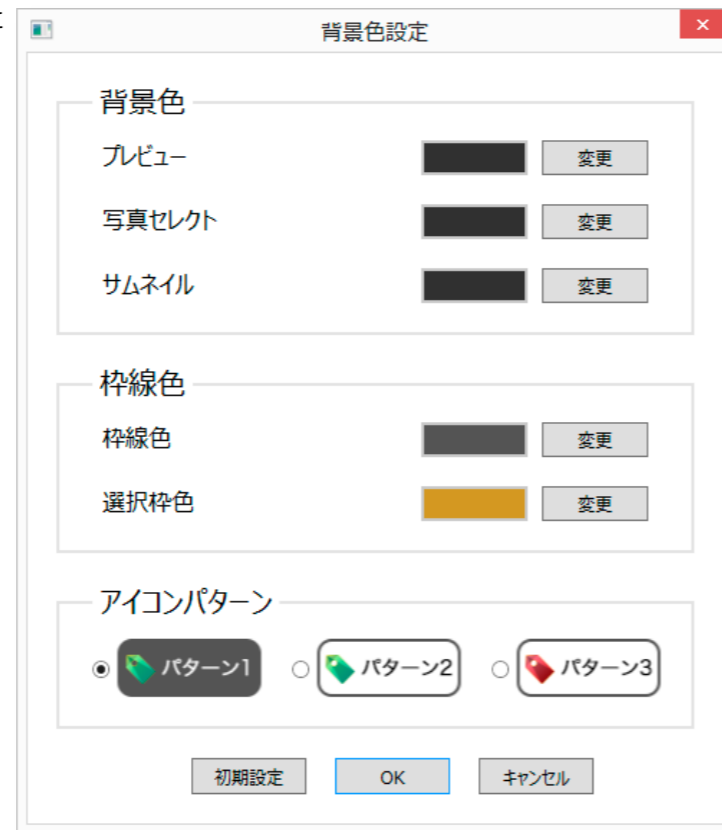 背景色設定
背景色
プレビュー 変更
写真セレクト 変更
サムネイル 変更
枠線色
枠線色 変更
選択枠色 変更
アイコンパターン
パターン1 パターン2 パターン3
初期設定 OK キャンセル